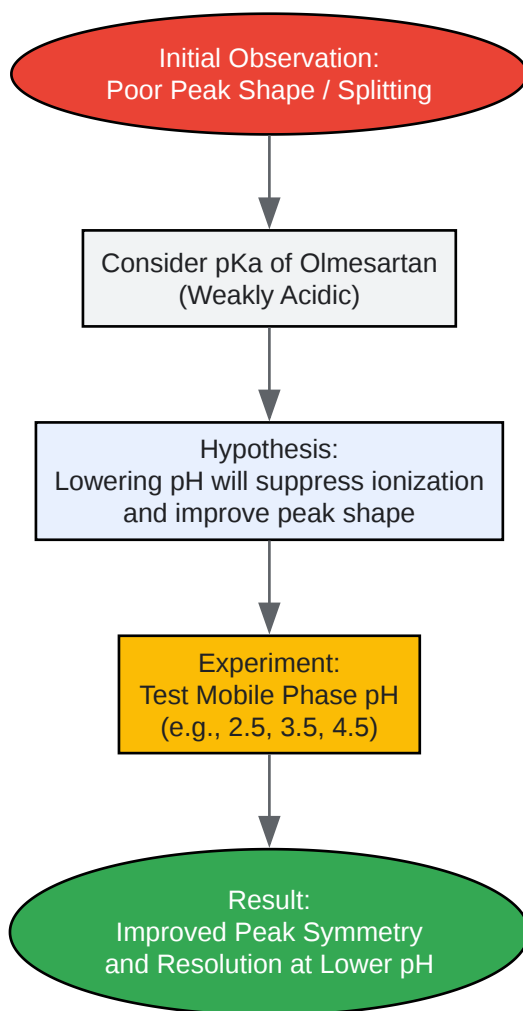 Initial Observation:
Poor Peak Shape / Splitting
Consider pKa of Olmesartan
(Weakly Acidic)
Hypothesis:
Lowering pH will suppress ionization
and improve peak shape
Experiment:
Test Mobile Phase pH
(e.g., 2.5, 3.5, 4.5)
Result:
Improved Peak Symmetry
and Resolution at Lower pH